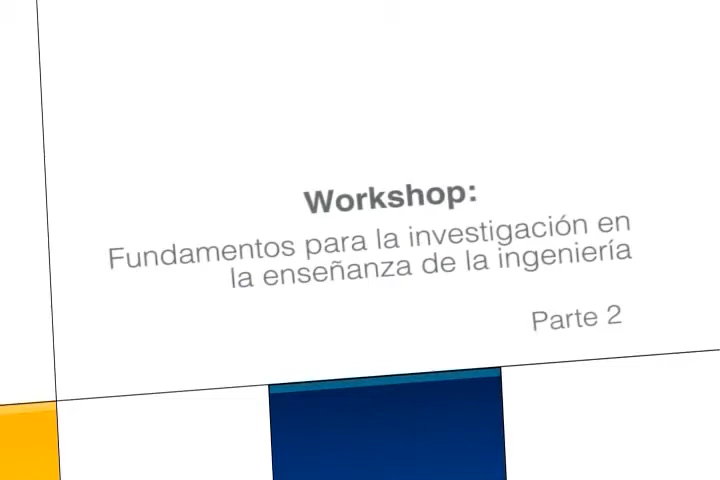 Workshop:
Fundamentos para la investigación en
la enseñanza de la ingeniería
Parte 2